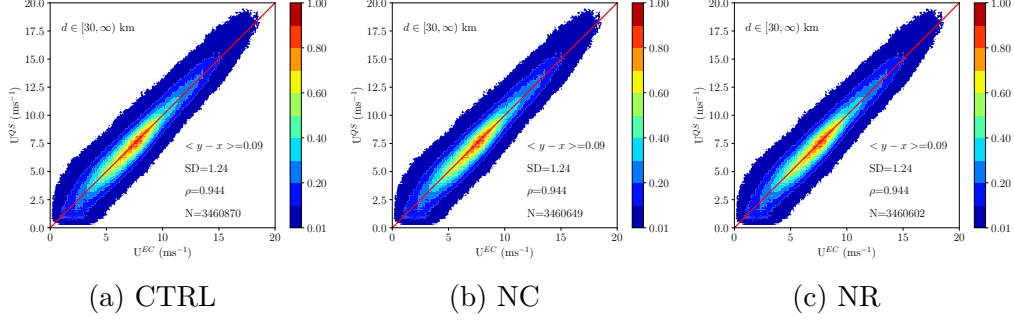 20.0
17.5
15.0
12.5
10.0
7.5
5.0
2.5
0.0
U^{QS} (ms^{-1})
d ∈ [30, ∞) km
< y − x >=0.09
SD=1.24
ρ=0.944
N=3460870
0 5 10 15 20
U^{EC} (ms^{-1})
1.00
0.80
0.60
0.40
0.20
0.01
(a) CTRL
20.0
17.5
15.0
12.5
10.0
7.5
5.0
2.5
0.0
U^{QS} (ms^{-1})
d ∈ [30, ∞) km
< y − x >=0.09
SD=1.24
ρ=0.944
N=3460649
0 5 10 15 20
U^{EC} (ms^{-1})
1.00
0.80
0.60
0.40
0.20
0.01
(b) NC
20.0
17.5
15.0
12.5
10.0
7.5
5.0
2.5
0.0
U^{QS} (ms^{-1})
d ∈ [30, ∞) km
< y − x >=0.09
SD=1.24
ρ=0.944
N=3460602
0 5 10 15 20
U^{EC} (ms^{-1})
1.00
0.80
0.60
0.40
0.20
0.01
(c) NR